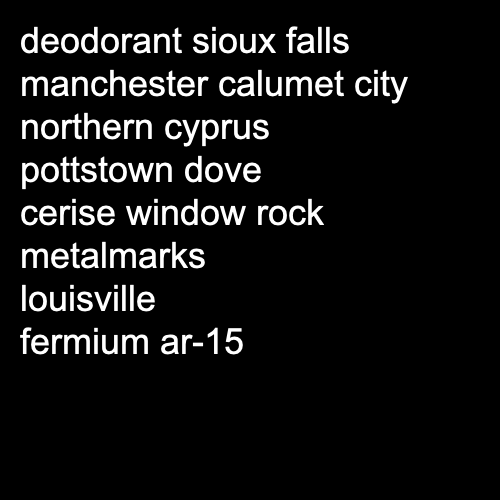 deodorant sioux falls
manchester calumet city
northern cyprus
pottstown dove
cerise window rock
metalmarks
louisville
fermium ar-15